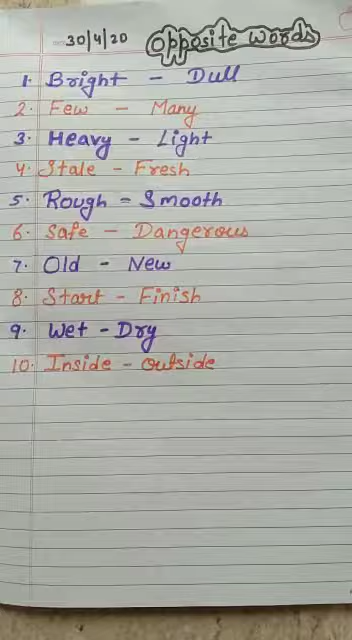 30/4/20 Opposite words
1. Bright - Dull
2. Few - Many
3. Heavy - Light
4. Stale - Fresh
5. Rough - Smooth
6. Safe - Dangerous
7. Old - New
8. Start - Finish
9. Wet - Dry
10. Inside - Outside